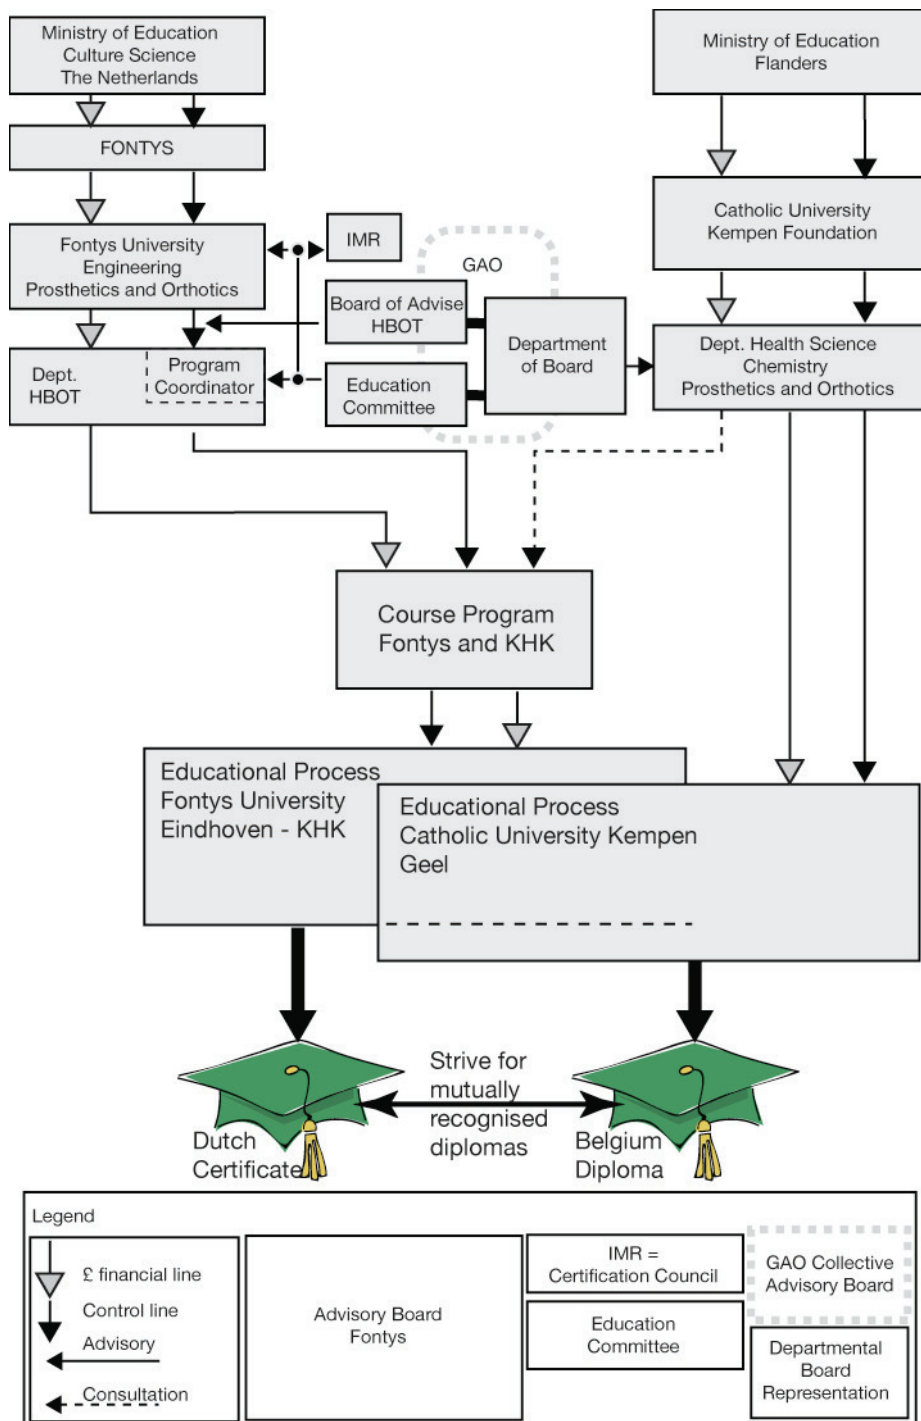 Ministry of Education
Culture Science
The Netherlands
Ministry of Education
Flanders
FONTYS
Catholic University
Kempen Foundation
Fontys University
Engineering
Prosthetics and Orthotics
IMR
GAO
Board of Advise
HBOT
Department
of Board
Dept. Health Science
Chemistry
Prosthetics and Orthotics
Dept.
HBOT
Program
Coordinator
Education
Committee
Course Program
Fontys and KHK
Educational Process
Fontys University
Eindhoven - KHK
Educational Process
Catholic University Kempen
Geel
Strive for
mutually
recognised
diplomas
Dutch
Certificate
Belgium
Diploma
Legend
£ financial line
Control line
Advisory
Consultation
Advisory Board
Fontys
IMR =
Certification Council
Education
Committee
GAO Collective
Advisory Board
Departmental
Board
Representation